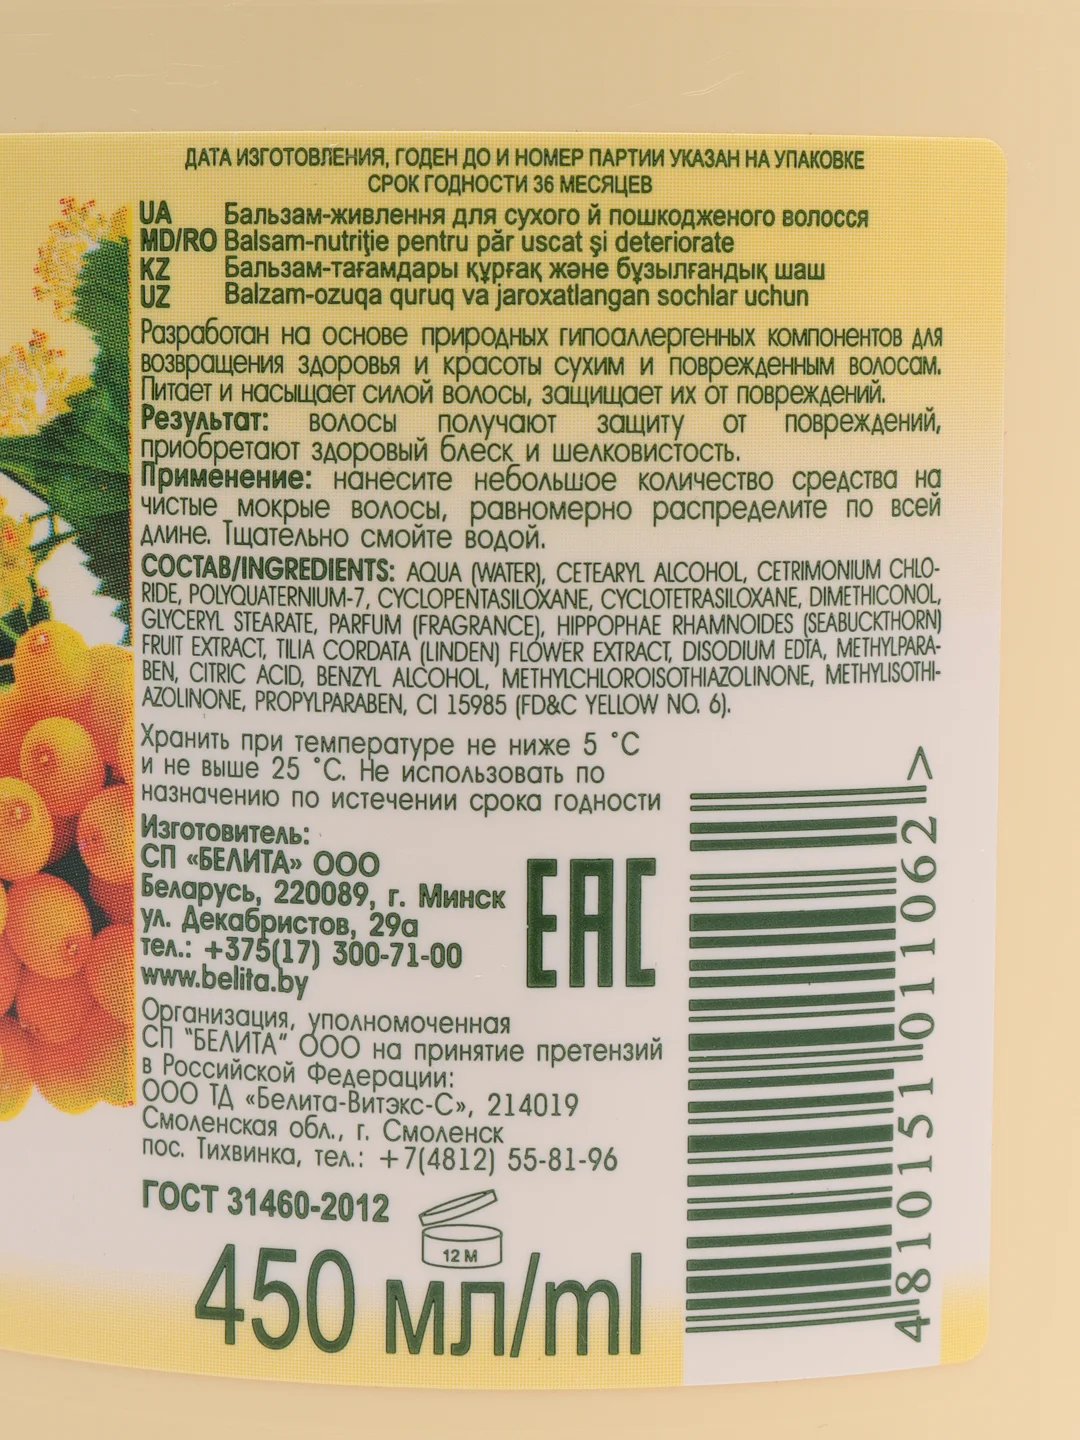 ДАТА ИЗГОТОВЛЕНИЯ, ГОДЕН ДО И НОМЕР ПАРТИИ УКАЗАН НА УПАКОВКЕ
СРОК ГОДНОСТИ 36 МЕСЯЦЕВ
UA Бальзам-живлення для сухого й пошкодженого волосся
MD/RO Balsam-nutriţie pentru păr uscat şi deteriorate
KZ Бальзам-тағамдары құрғақ және бұзылғандық шаш
UZ Balzam-ozuqa quruq va jaroxatlangan sochlar uchun
Разработан на основе природных гипоаллергенных компонентов для
возвращения здоровья и красоты сухим и поврежденным волосам.
Питает и насыщает силой волосы, защищает их от повреждений.
Результат: волосы получают защиту от повреждений,
приобретают здоровый блеск и шелковистость.
Применение: нанесите небольшое количество средства на
чистые мокрые волосы, равномерно распределите по всей
длине. Тщательно смойте водой.
СОСТАВ/INGREDIENTS: AQUA (WATER), CETEARYL ALCOHOL, CETRIMONIUM CHLO-
RIDE, POLYQUATERNIUM-7, CYCLOPENTASILOXANE, CYCLOTETRASILOXANE, DIMETHICONOL,
GLYCERYL STEARATE, PARFUM (FRAGRANCE), HIPPOPHAE RHAMNOIDES (SEABUCKTHORN)
FRUIT EXTRACT, TILIA CORDATA (LINDEN) FLOWER EXTRACT, DISODIUM EDTA, METHYLPARA-
BEN, CITRIC ACID, BENZYL ALCOHOL, METHYLCHLOROISOTHIAZOLINONE, METHYLISOTHI-
AZOLINONE, PROPYLPARABEN, CI 15985 (FD&C YELLOW NO. 6).
Хранить при температуре не ниже 5 °C
и не выше 25 °C. Не использовать по
назначению по истечении срока годности
Изготовитель:
СП «БЕЛИТА» ООО
Беларусь, 220089, г. Минск
ул. Декабристов, 29а
тел.: +375(17) 300-71-00
www.belita.by
EAC
Организация, уполномоченная
СП "БЕЛИТА" ООО на принятие претензий
в Российской Федерации:
ООО ТД «Белита-Витэкс-С», 214019
Смоленская обл., г. Смоленск
пос. Тихвинка, тел.: +7(4812) 55-81-96
ГОСТ 31460-2012
12 М
450 мл/ml
4810151011062 >